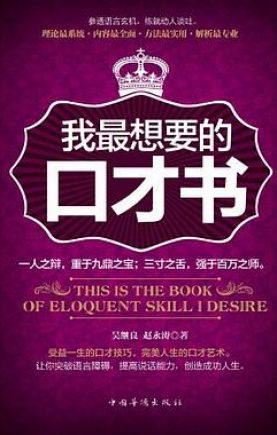 参透语言玄机，练就动人谈吐。
理论最系统·内容最全面·方法最实用·解析最专业
我最想要的
口才书
一人之辩，重于九鼎之宝；三寸之舌，强于百万之师。
THIS IS THE BOOK
OF ELOQUENT SKILL I DESIRE
吴继良 赵永涛◎著
受益一生的口才技巧，完美人生的口才艺术。
让你突破语言障碍，提高说话能力，创造成功人生。
中国华侨出版社